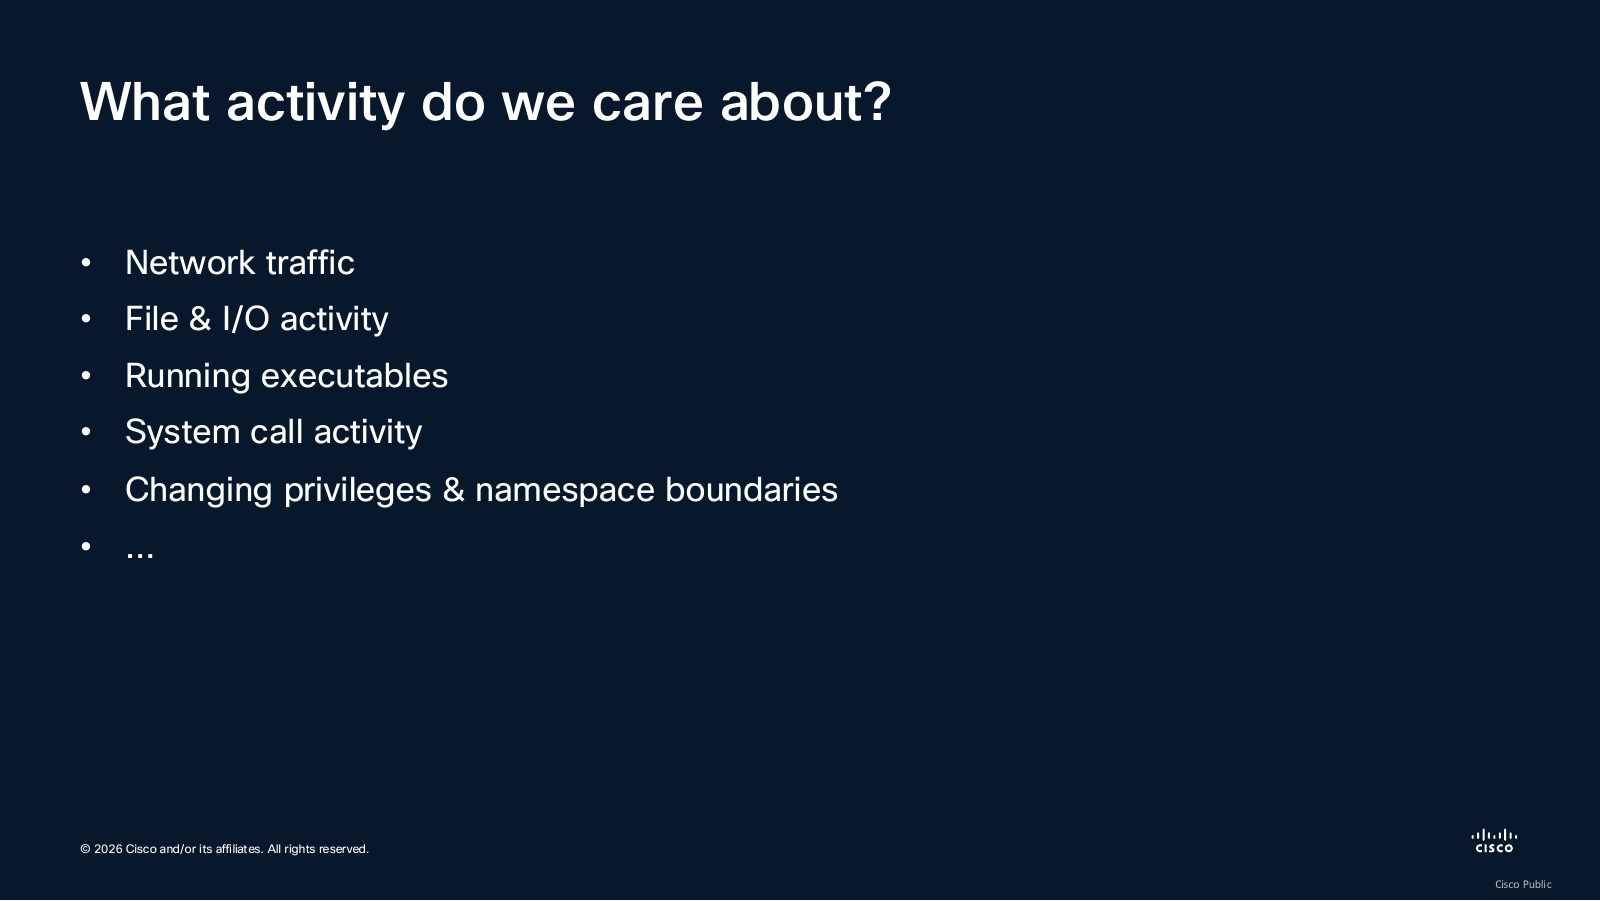 What activity do we care about?
• Network traffic
• File & I/O activity
• Running executables
• System call activity
• Changing privileges & namespace boundaries
• ...
© 2026 Cisco and/or its affiliates. All rights reserved.
CISCO
Cisco Public